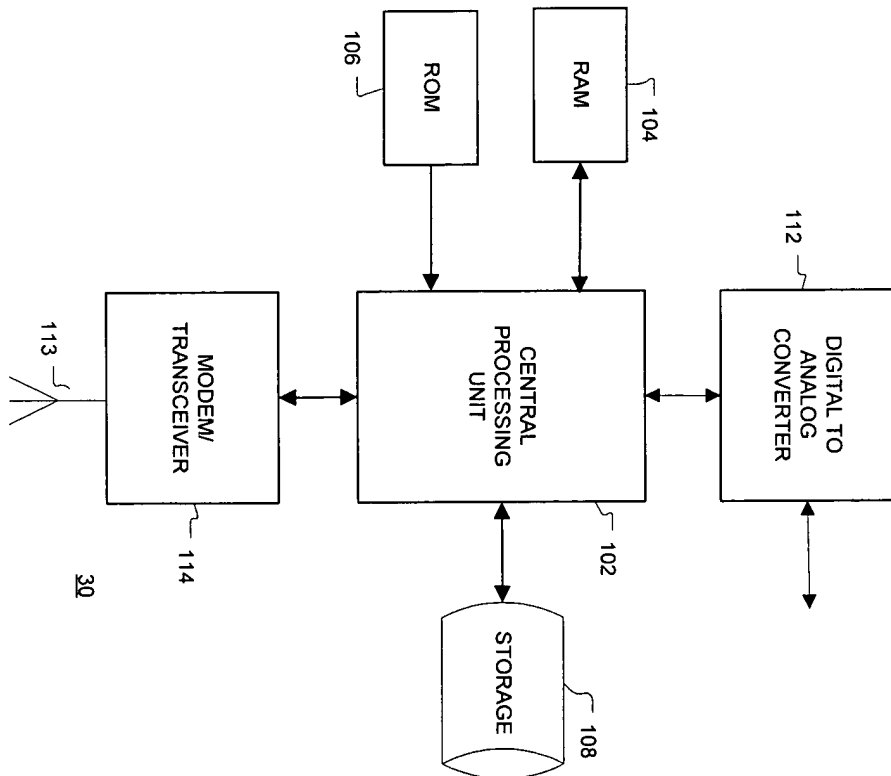 106
ROM
RAM
104
112
DIGITAL TO
ANALOG
CONVERTER
CENTRAL
PROCESSING
UNIT
102
113
MODEM/
TRANSCEIVER
114
30
STORAGE
108